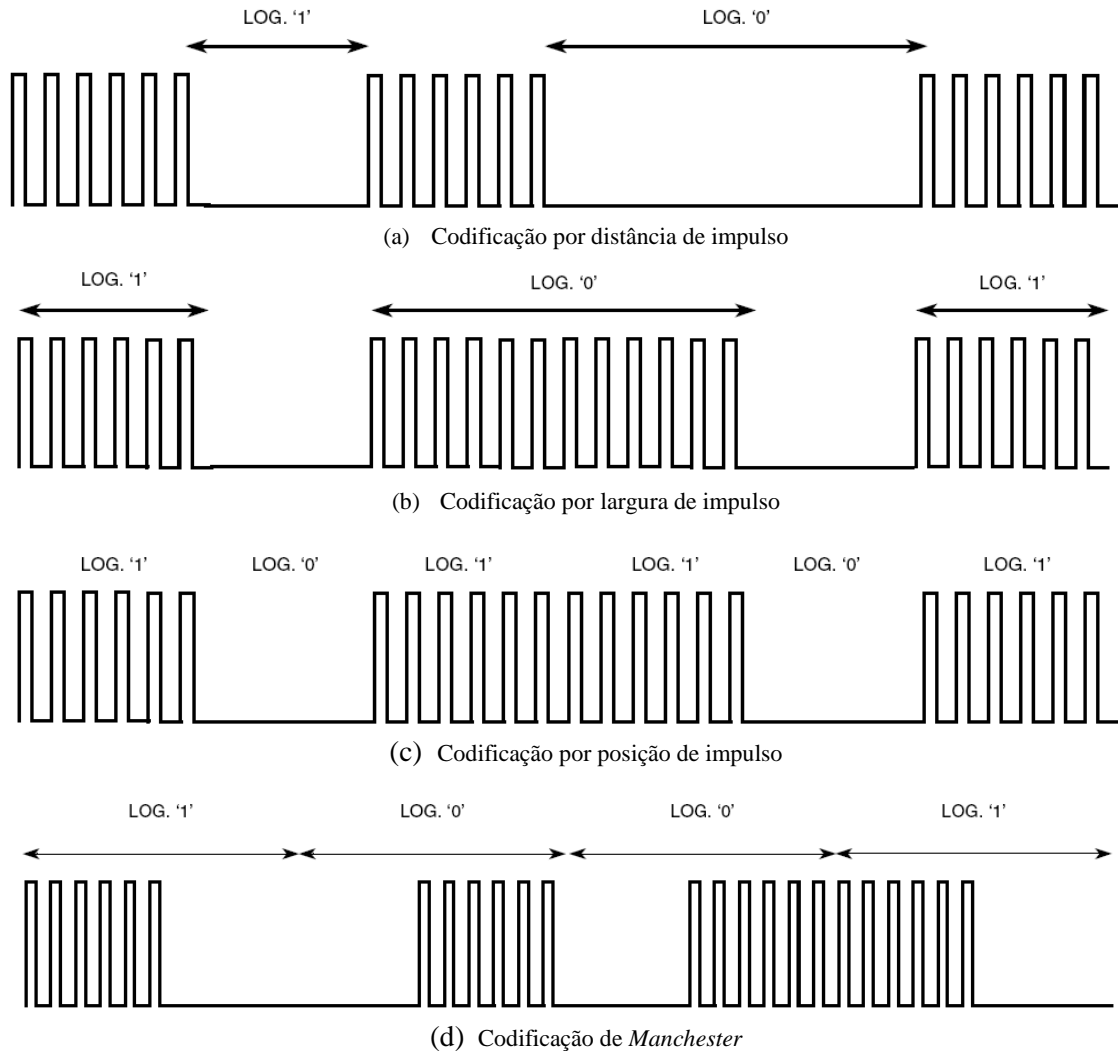 LOG. ‘1’ LOG. ‘0’
(a) Codificação por distância de impulso
LOG. ‘1’ LOG. ‘0’ LOG. ‘1’
(b) Codificação por largura de impulso
LOG. ‘1’ LOG. ‘0’ LOG. ‘1’ LOG. ‘1’ LOG. ‘0’ LOG. ‘1’
(c) Codificação por posição de impulso
LOG. ‘1’ LOG. ‘0’ LOG. ‘0’ LOG. ‘1’
(d) Codificação de Manchester